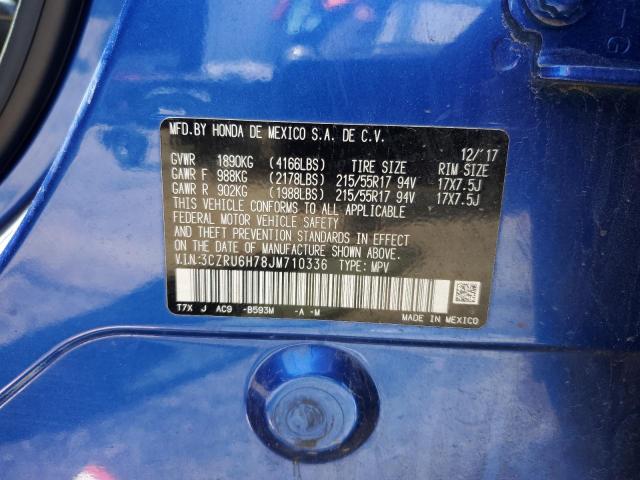 MFD.BY HONDA DE MEXICO S.A. DE C.V.
12/'17
GVWR 1890KG (4166LBS) TIRE SIZE RIM SIZE
GAWR F 988KG (2178LBS) 215/55R17 94V 17X7.5J
GAWR R 902KG (1988LBS) 215/55R17 94V 17X7.5J
THIS VEHICLE CONFORMS TO ALL APPLICABLE
FEDERAL MOTOR VEHICLE SAFETY
AND THEFT PREVENTION STANDARDS IN EFFECT
ON THE DATE OF MANUFACTURE SHOWN ABOVE.
V.I.N:3CZRU6H78JM710336 TYPE: MPV
T7X J AC9 -B593M -A -M
MADE IN MEXICO